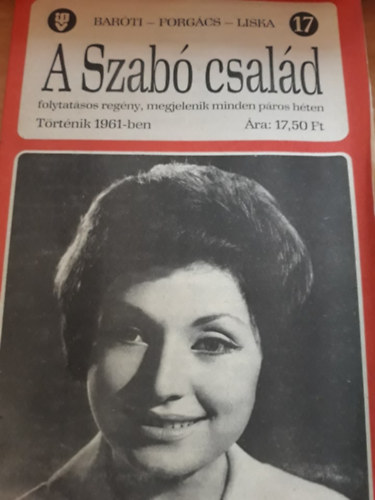 BARÓTI – FORGÁCS – LISKA 17
A Szabó család
folytatásos regény, megjelenik minden páros héten
Történik 1961-ben Ára: 17,50 Ft